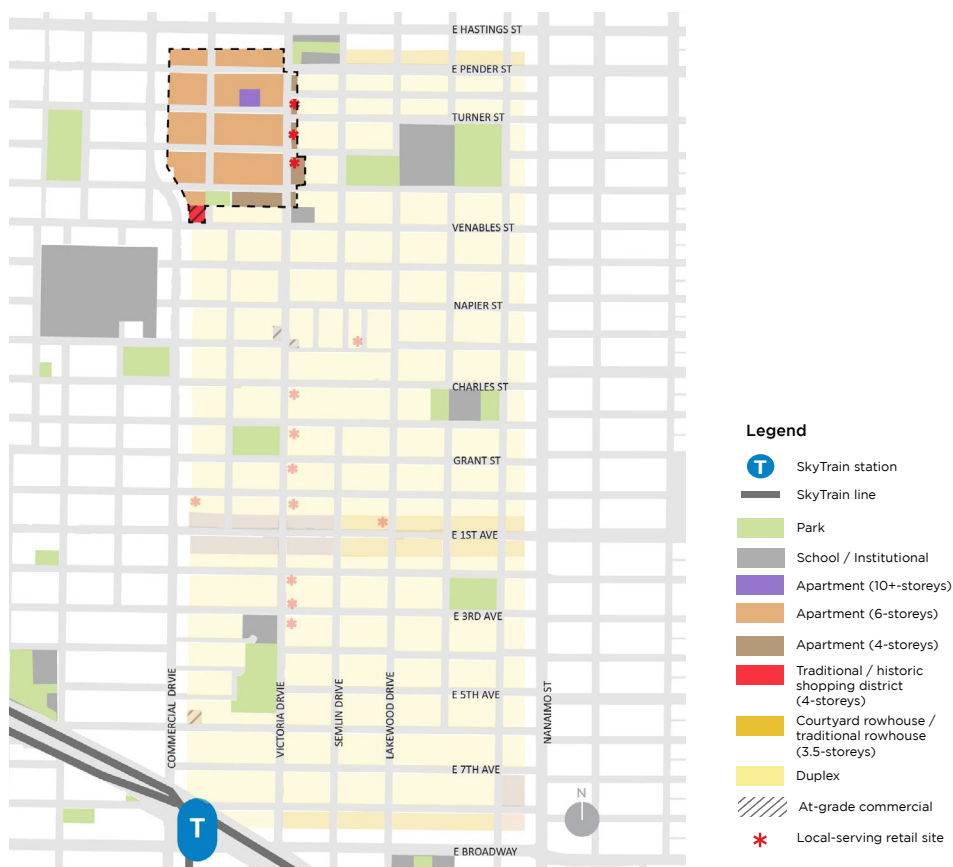 E HASTINGS ST
E PENDER ST
TURNER ST
VENABLES ST
NAPIER ST
CHARLES ST
GRANT ST
E 1ST AVE
E 3RD AVE
E 5TH AVE
E 7TH AVE
E BROADWAY
COMMERCIAL DRVIE
VICTORIA DRVIE
SEMLIN DRIVE
LAKEWOOD DRIVE
NANAIMO ST
T
N
Legend
T
SkyTrain station
SkyTrain line
Park
School / Institutional
Apartment (10+-storeys)
Apartment (6-storeys)
Apartment (4-storeys)
Traditional / historic
shopping district
(4-storeys)
Courtyard rowhouse /
traditional rowhouse
(3.5-storeys)
Duplex
At-grade commercial
Local-serving retail site